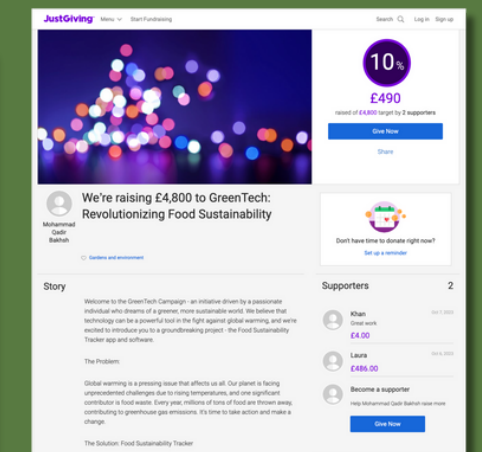 JustGiving Menu Start Fundraising Search Log in Sign up
10%
£490
raised of £4,800 target by 2 supporters
Give Now
Share
We're raising £4,800 to GreenTech:
Revolutionizing Food Sustainability
Mohammad
Qadir
Bakhsh
Gardens and environment
Don't have time to donate right now?
Set up a reminder
Story
Welcome to the GreenTech Campaign - an initiative driven by a passionate
individual who dreams of a greener, more sustainable world. We believe that
technology can be a powerful tool in the fight against global warming, and we're
excited to introduce you to a groundbreaking project - the Food Sustainability
Tracker app and software.
The Problem:
Global warming is a pressing issue that affects us all. Our planet is facing
unprecedented challenges due to rising temperatures, and one significant
contributor is food waste. Every year, millions of tons of food are thrown away,
contributing to greenhouse gas emissions. It's time to take action and make a
change.
The Solution: Food Sustainability Tracker
Supporters 2
Khan
Great work
£4.00
Laura
£486.00
Become a supporter
Help Mohammad Qadir Bakhsh raise more
Give Now